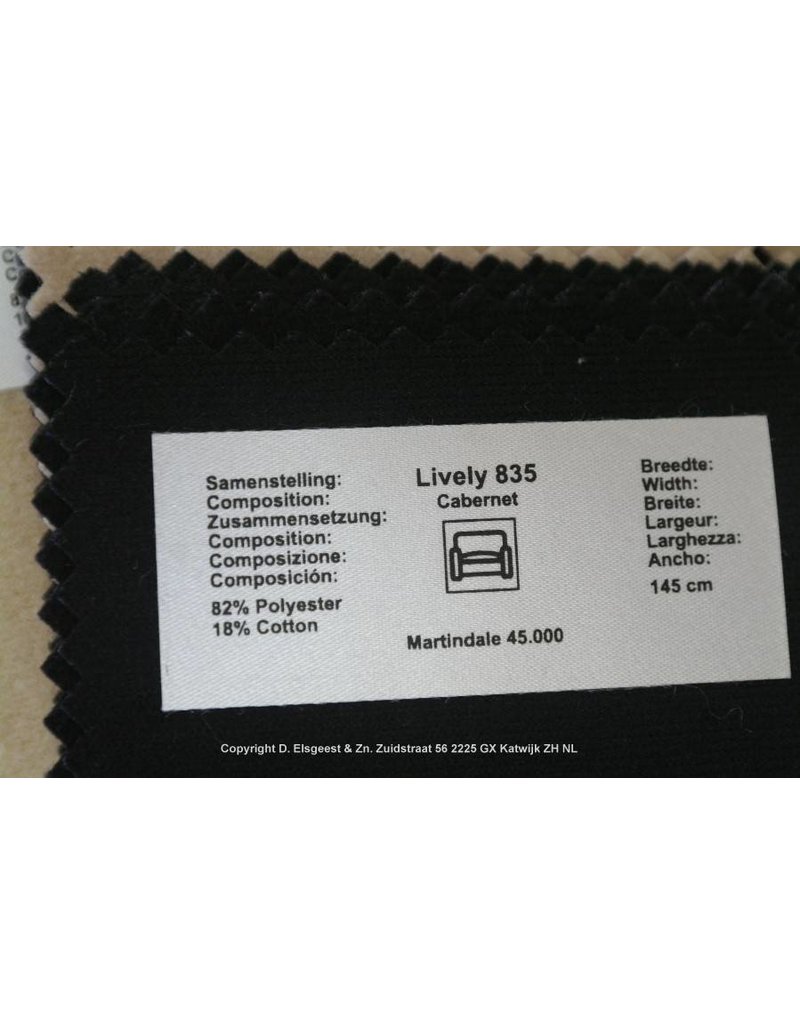 Samenstelling:
Composition:
Zusammensetzung:
Composition:
Composizione:
Composición:
82% Polyester
18% Cotton
Lively 835
Cabernet
Martindale 45.000
Breedte:
Width:
Breite:
Largeur:
Larghezza:
Ancho:
145 cm
Copyright D. Elsgeest & Zn. Zuidstraat 56 2225 GX Katwijk ZH NL